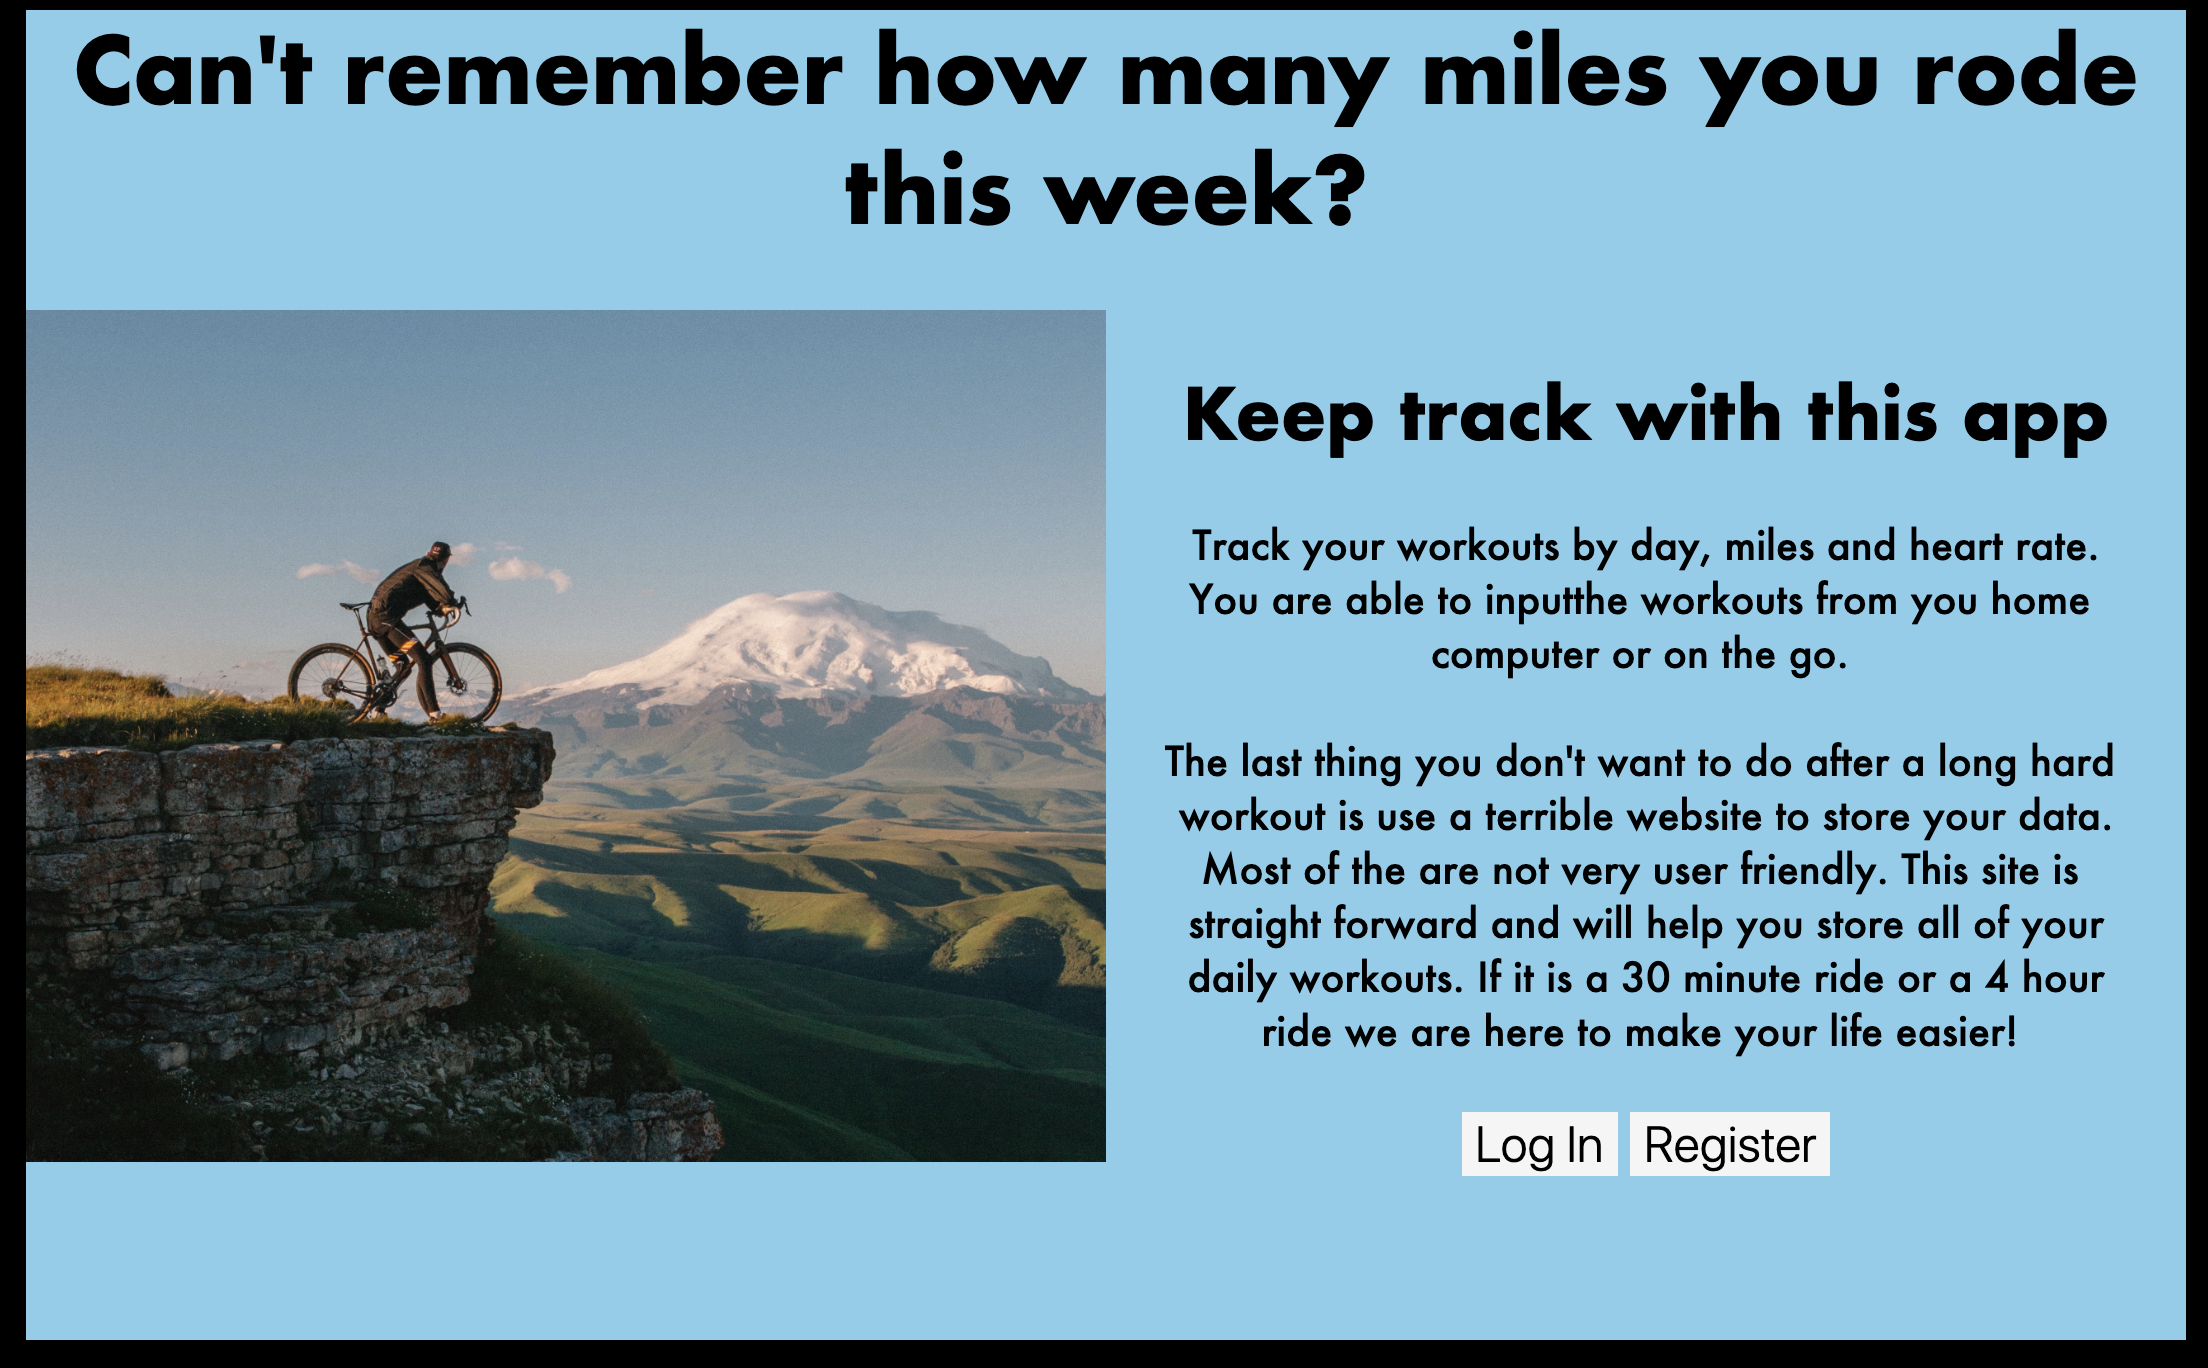 Can't remember how many miles you rode
this week?
Keep track with this app
Track your workouts by day, miles and heart rate.
You are able to inputthe workouts from you home
computer or on the go.
The last thing you don't want to do after a long hard
workout is use a terrible website to store your data.
Most of the are not very user friendly. This site is
straight forward and will help you store all of your
daily workouts. If it is a 30 minute ride or a 4 hour
ride we are here to make your life easier!
Log In
Register